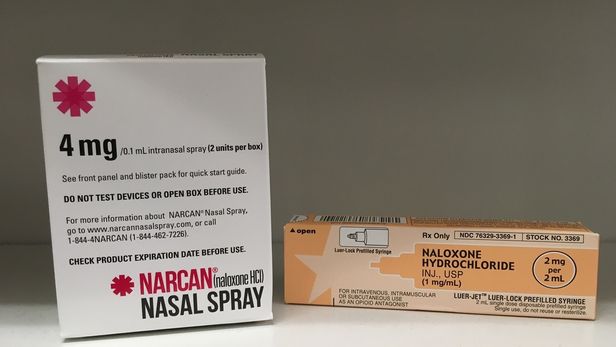 4 mg /0.1 mL intranasal spray (2 units per box)
See front panel and blister pack for quick start guide.
DO NOT TEST DEVICES OR OPEN BOX BEFORE USE.
For more information about NARCAN® Nasal Spray,
go to www.narcannasalspray.com, or call
1-844-4NARCAN (1-844-462-7226).
CHECK PRODUCT EXPIRATION DATE BEFORE USE.
NARCAN® (naloxone HCl)
NASAL SPRAY
open
Luer-Lock Prefilled Syringe
Rx Only
NDC 76329-3369-1
STOCK NO. 3369
NALOXONE
HYDROCHLORIDE
INJ., USP
(1 mg/mL)
2 mg
per
2 mL
FOR INTRAVENOUS, INTRAMUSCULAR
OR SUBCUTANEOUS USE
AS AN OPIOID ANTAGONIST
LUER-JET™ LUER-LOCK PREFILLED SYRINGE
2 mL single dose disposable prefilled syringe
Single use, do not reuse or resterilize.